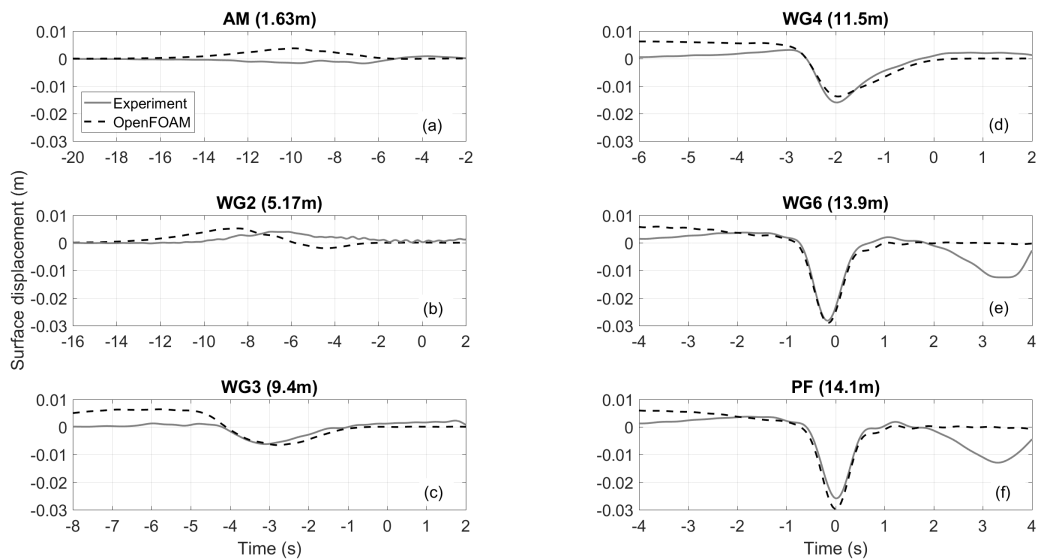 AM (1.63m)
0.01
0
-0.01
-0.02
-0.03
Experiment
OpenFOAM
(a)
-20 -18 -16 -14 -12 -10 -8 -6 -4 -2
WG2 (5.17m)
0.01
0
-0.01
-0.02
-0.03
(b)
-16 -14 -12 -10 -8 -6 -4 -2 0 2
WG3 (9.4m)
0.01
0
-0.01
-0.02
-0.03
(c)
-8 -7 -6 -5 -4 -3 -2 -1 0 1 2
Time (s)
Surface displacement (m)
WG4 (11.5m)
0.01
0
-0.01
-0.02
-0.03
(d)
-6 -5 -4 -3 -2 -1 0 1 2
WG6 (13.9m)
0.01
0
-0.01
-0.02
-0.03
(e)
-4 -3 -2 -1 0 1 2 3 4
PF (14.1m)
0.01
0
-0.01
-0.02
-0.03
(f)
-4 -3 -2 -1 0 1 2 3 4
Time (s)